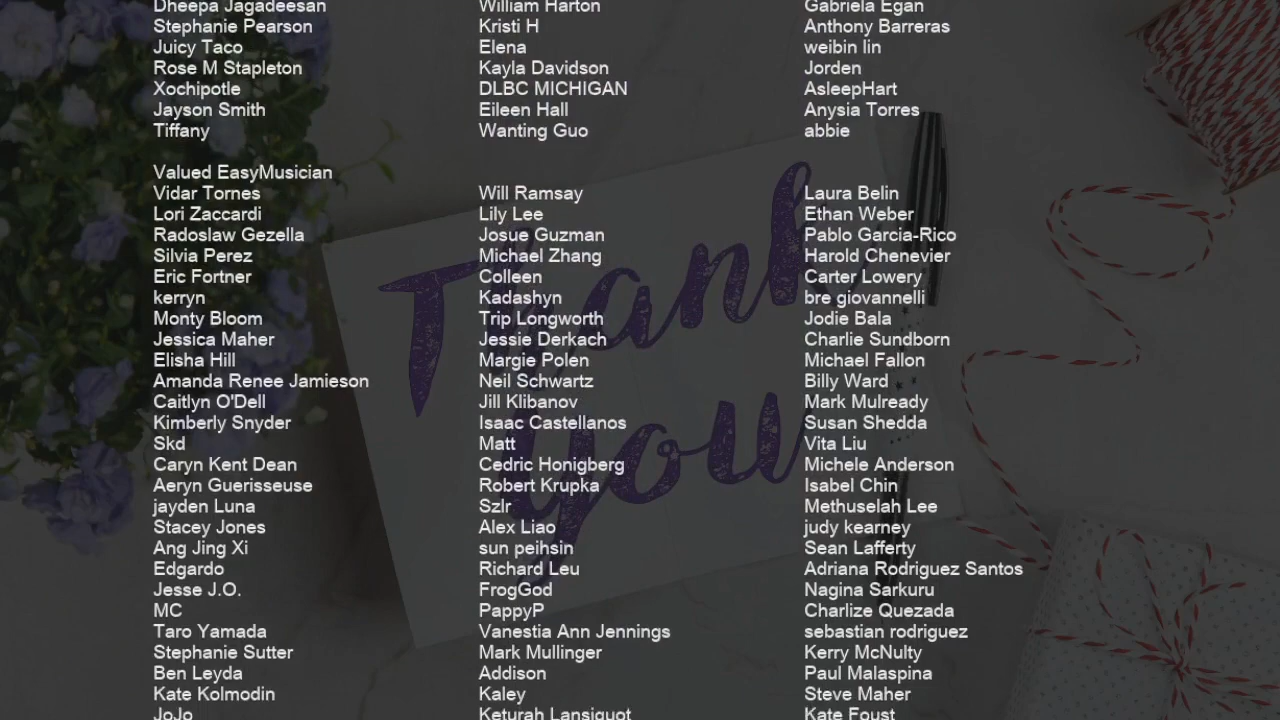 Dheepa Jagadeesan William Harton Gabriela Egan
Stephanie Pearson Kristi H Anthony Barreras
Juicy Taco Elena weibin lin
Rose M Stapleton Kayla Davidson Jorden
Xochipotle DLBC MICHIGAN AsleepHart
Jayson Smith Eileen Hall Anysia Torres
Tiffany Wanting Guo abbie
Valued EasyMusician
Vidar Tornes Will Ramsay Laura Belin
Lori Zaccardi Lily Lee Ethan Weber
Radoslaw Gezella Josue Guzman Pablo Garcia-Rico
Silvia Perez Michael Zhang Harold Chenevier
Eric Fortner Colleen Carter Lowery
kerryn Kadashyn bre giovannelli
Monty Bloom Trip Longworth Jodie Bala
Jessica Maher Jessie Derkach Charlie Sundborn
Elisha Hill Margie Polen Michael Fallon
Amanda Renee Jamieson Neil Schwartz Billy Ward
Caitlyn O'Dell Jill Klibanov Mark Mulready
Kimberly Snyder Isaac Castellanos Susan Shedda
Skd Matt Vita Liu
Caryn Kent Dean Cedric Honigberg Michele Anderson
Aeryn Guerisseuse Robert Krupka Isabel Chin
jayden Luna Szlr Methuselah Lee
Stacey Jones Alex Liao judy kearney
Ang Jing Xi sun peihsin Sean Lafferty
Edgardo Richard Leu Adriana Rodriguez Santos
Jesse J.O. FrogGod Nagina Sarkuru
MC PappyP Charlize Quezada
Taro Yamada Vanestia Ann Jennings sebastian rodriguez
Stephanie Sutter Mark Mullinger Kerry McNulty
Ben Leyda Addison Paul Malaspina
Kate Kolmodin Kaley Steve Maher
JoJo Keturah Lansiquot Kate Foust
Thank
you